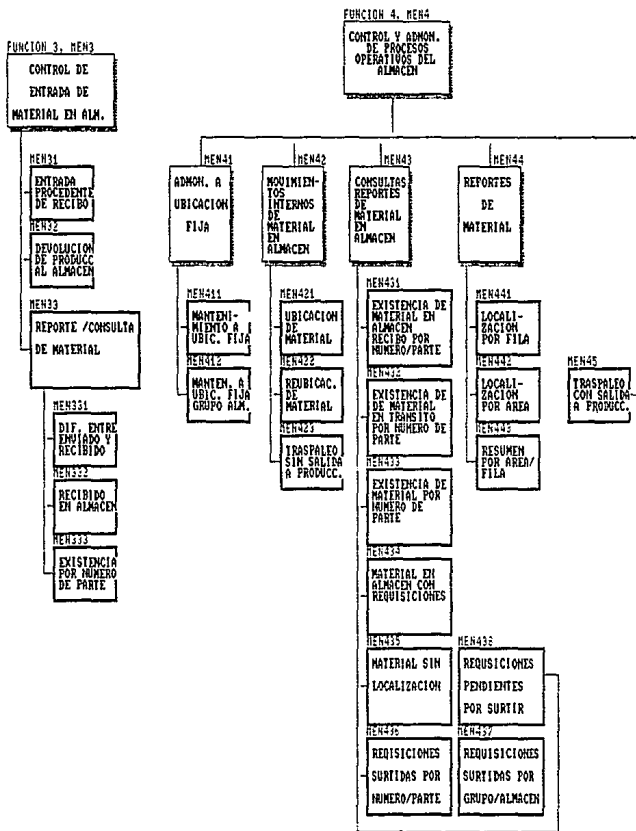 FUNCION 3, MEN3
CONTROL DE
ENTRADA DE
MATERIAL EN ALM.
MEN31
ENTRADA
PROCEDENTE
DE RECIBO
MEN32
DEVOLUCION
DE PRODUCC
AL ALMACEN
MEN33
REPORTE /CONSULTA
DE MATERIAL
MEN331
DIF. ENTRE
ENVIADO Y
RECIBIDO
MEN332
RECIBIDO
EN ALMACEN
MEN333
EXISTENCIA
POR NUMERO
DE PARTE
FUNCION 4, MEN4
CONTROL Y ADMON.
DE PROCESOS
OPERATIVOS DEL
ALMACEN
MEN41
ADMON. A
UBICACION
FIJA
MEN411
MANTENI-
MIENTO A
UBIC. FIJA
MEN412
MANTEN. A
UBIC. FIJA
GRUPO ALM.
MEN42
MOVIMIEN-
TOS
INTERNOS
DE
MATERIAL
EN
ALMACEN
MEN421
UBICACION
DE
MATERIAL
MEN422
REUBICAC.
DE
MATERIAL
MEN423
TRASPALEO
SIN SALIDA
A PRODUCC.
MEN43
CONSULTAS
REPORTES
DE
MATERIAL
EN
ALMACEN
MEN431
EXISTENCIA DE
MATERIAL EN
ALMACEN
RECIBO POR
NUMERO/PARTE
MEN432
EXISTENCIA DE
DE MATERIAL
EN TRANSITO
POR NUMERO DE
PARTE
MEN433
EXISTENCIA DE
MATERIAL POR
NUMERO DE
PARTE
MEN434
MATERIAL EN
ALMACEN CON
REQUISICIONES
MEN435
MATERIAL SIN
LOCALIZACION
MEN436
REQISICIONES
SURTIDAS POR
NUMERO/PARTE
MEN438
REQUSICIONES
PENDIENTES
POR SURTIR
MEN437
REQUISICIONES
SURTIDAS POR
GRUPO/ALMACEN
MEN44
REPORTES
DE
MATERIAL
MEN441
LOCALI-
ZACION
POR FILA
MEN442
LOCALI-
ZACION
POR AREA
MEN443
RESUMEN
POR AREA/
FILA
MEN45
TRASPALEO
CON SALIDA
A PRODUCC.